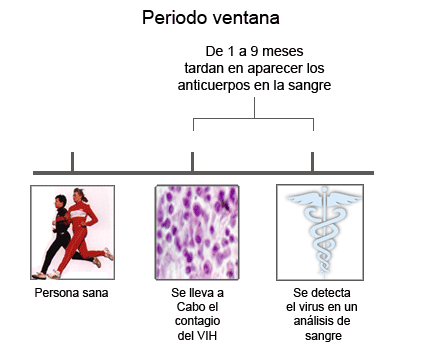 Periodo ventana
De 1 a 9 meses
tardan en aparecer los
anticuerpos en la sangre
Persona sana
Se lleva a
Cabo el
contagio
del VIH
Se detecta
el virus en un
análisis de
sangre